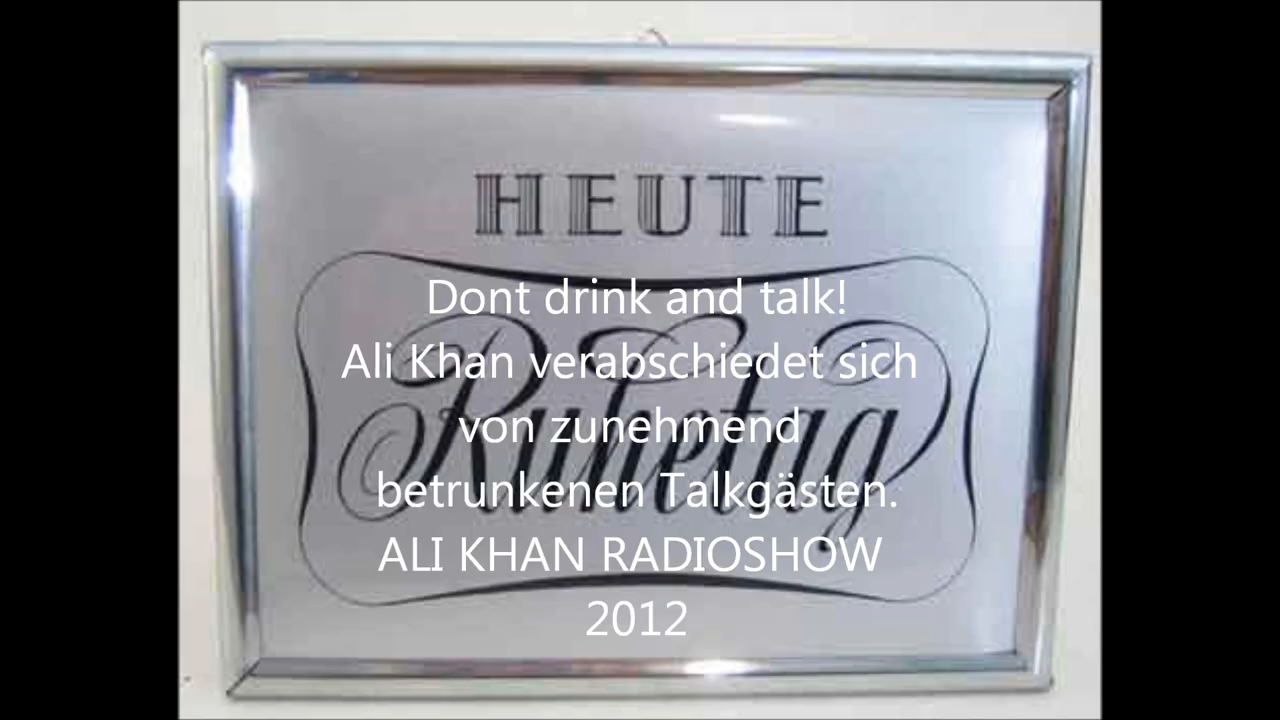 HEUTE
Dont drink and talk!
Ali Khan verabschiedet sich
Ruhetag
von zunehmend
betrunkenen Talkgästen.
ALI KHAN RADIOSHOW
2012